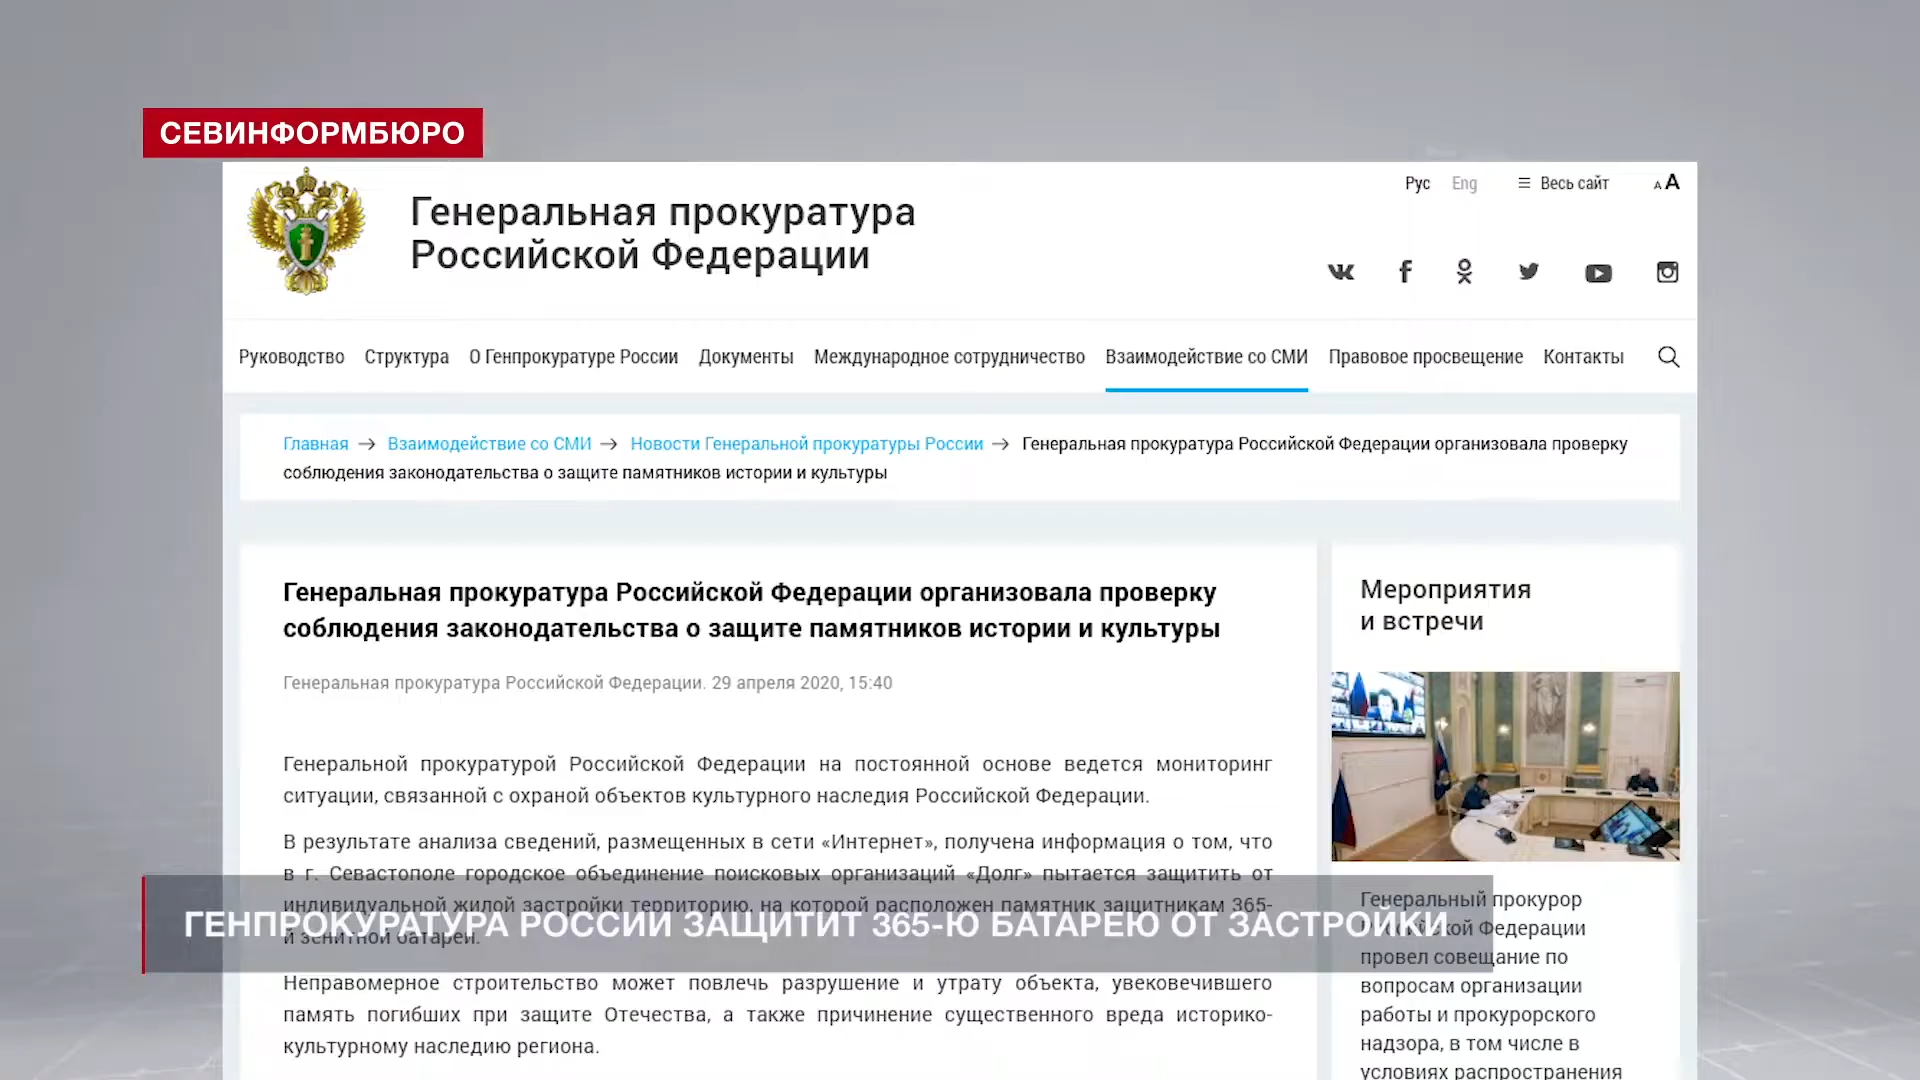 СЕВИНФОРМБЮРО
Генеральная прокуратура
Российской Федерации
Рус Eng Весь сайт А А
Руководство Структура О Генпрокуратуре России Документы Международное сотрудничество Взаимодействие со СМИ Правовое просвещение Контакты
Главная → Взаимодействие со СМИ → Новости Генеральной прокуратуры России → Генеральная прокуратура Российской Федерации организовала проверку
соблюдения законодательства о защите памятников истории и культуры
Генеральная прокуратура Российской Федерации организовала проверку
соблюдения законодательства о защите памятников истории и культуры
Генеральная прокуратура Российской Федерации. 29 апреля 2020, 15:40
Генеральной прокуратурой Российской Федерации на постоянной основе ведется мониторинг
ситуации, связанной с охраной объектов культурного наследия Российской Федерации.
В результате анализа сведений, размещенных в сети «Интернет», получена информация о том, что
в г. Севастополе городское объединение поисковых организаций «Долг» пытается защитить от
индивидуальной жилой застройки территорию, на которой расположен памятник защитникам 365-
й зенитной батареи.
Неправомерное строительство может повлечь разрушение и утрату объекта, увековечившего
память погибших при защите Отечества, а также причинение существенного вреда историко-
культурному наследию региона.
Мероприятия
и встречи
Генеральный прокурор
Российской Федерации
провел совещание по
вопросам организации
работы и прокурорского
надзора, в том числе в
условиях распространения
ГЕНПРОКУРАТУРА РОССИИ ЗАЩИТИТ 365-Ю БАТАРЕЮ ОТ ЗАСТРОЙКИ